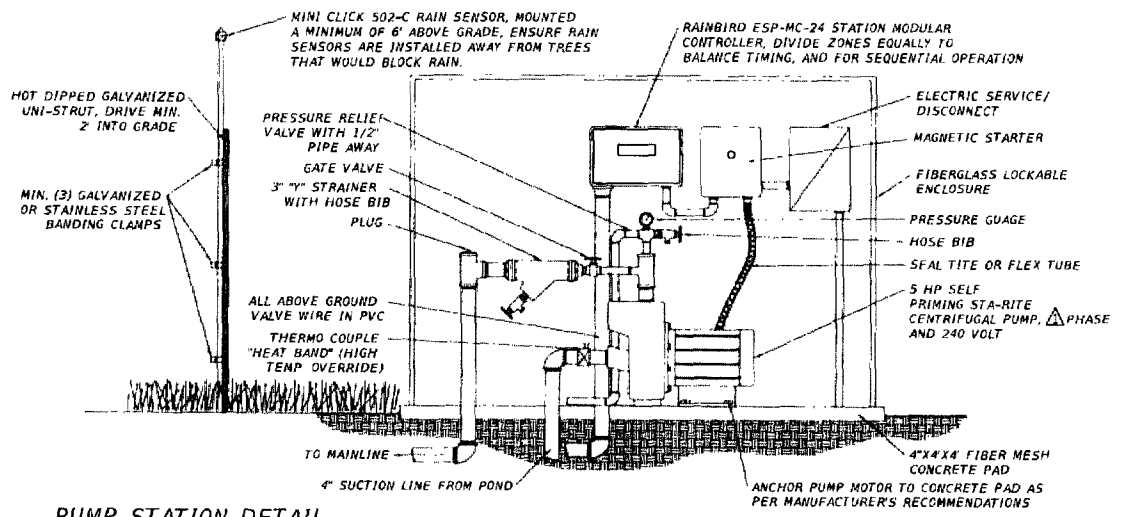 MINI CLICK 502-C RAIN SENSOR, MOUNTED
A MINIMUM OF 6' ABOVE GRADE, ENSURE RAIN
SENSORS ARE INSTALLED AWAY FROM TREES
THAT WOULD BLOCK RAIN.
RAINBIRD ESP-MC-24 STATION MODULAR
CONTROLLER, DIVIDE ZONES EQUALLY TO
BALANCE TIMING, AND FOR SEQUENTIAL OPERATION
HOT DIPPED GALVANIZED
UNI-STRUT, DRIVE MIN.
2' INTO GRADE
PRESSURE RELIEF
VALVE WITH 1/2"
PIPE AWAY
GATE VALVE
3" "Y" STRAINER
WITH HOSE BIB
PLUG
MIN. (3) GALVANIZED
OR STAINLESS STEEL
BANDING CLAMPS
ELECTRIC SERVICE/
DISCONNECT
MAGNETIC STARTER
FIBERGLASS LOCKABLE
ENCLOSURE
PRESSURE GUAGE
HOSE BIB
SEAL TITE OR FLEX TUBE
5 HP SELF
PRIMING STA-RITE
CENTRIFUGAL PUMP, 1 PHASE
AND 240 VOLT
ALL ABOVE GROUND
VALVE WIRE IN PVC
THERMO COUPLE
"HEAT BAND" (HIGH
TEMP OVERRIDE)
TO MAINLINE
4" SUCTION LINE FROM POND
4"X4'X4' FIBER MESH
CONCRETE PAD
ANCHOR PUMP MOTOR TO CONCRETE PAD AS
PER MANUFACTURER'S RECOMMENDATIONS
PUMP STATION DETAIL